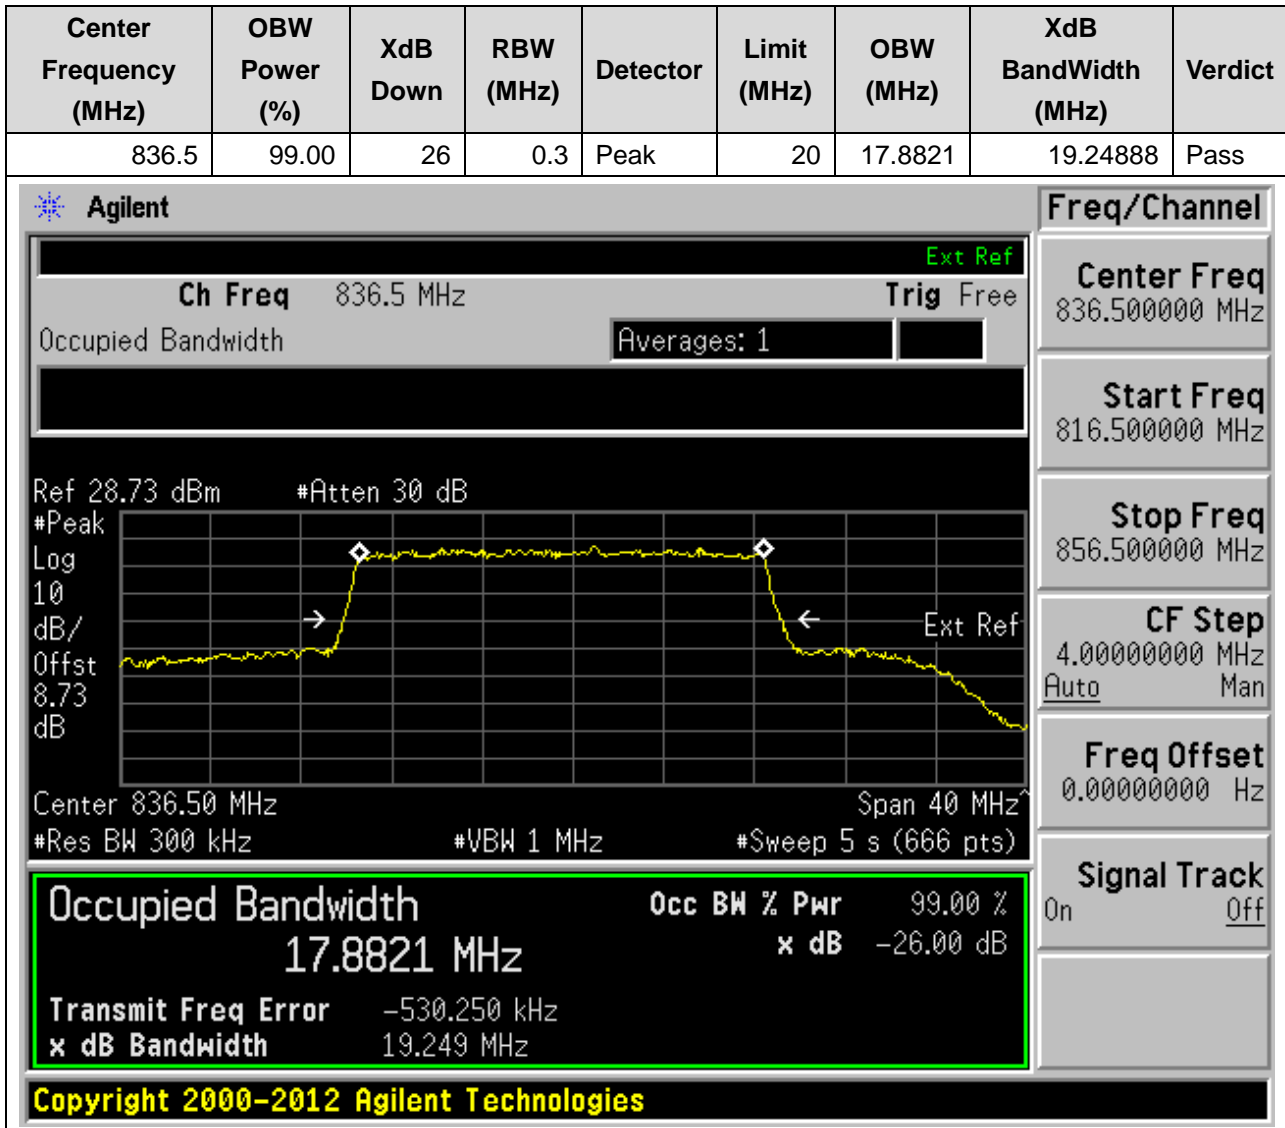 Center Frequency (MHz) OBW Power (%) XdB Down RBW (MHz) Detector Limit (MHz) OBW (MHz) XdB BandWidth (MHz) Verdict
836.5 99.00 26 0.3 Peak 20 17.8821 19.24888 Pass
Agilent
Freq/Channel
Ext Ref
Ch Freq 836.5 MHz Trig Free
Occupied Bandwidth Averages: 1
Center Freq
836.500000 MHz
Start Freq
816.500000 MHz
Stop Freq
856.500000 MHz
CF Step
4.00000000 MHz
Auto Man
Freq Offset
0.00000000 Hz
Signal Track
On Off
Ref 28.73 dBm #Atten 30 dB
#Peak
Log
10
dB/
Offst
8.73
dB
Ext Ref
Center 836.50 MHz Span 40 MHz^
#Res BW 300 kHz #VBW 1 MHz #Sweep 5 s (666 pts)
Occupied Bandwidth
17.8821 MHz
Occ BW % Pwr 99.00 %
x dB -26.00 dB
Transmit Freq Error -530.250 kHz
x dB Bandwidth 19.249 MHz
Copyright 2000-2012 Agilent Technologies